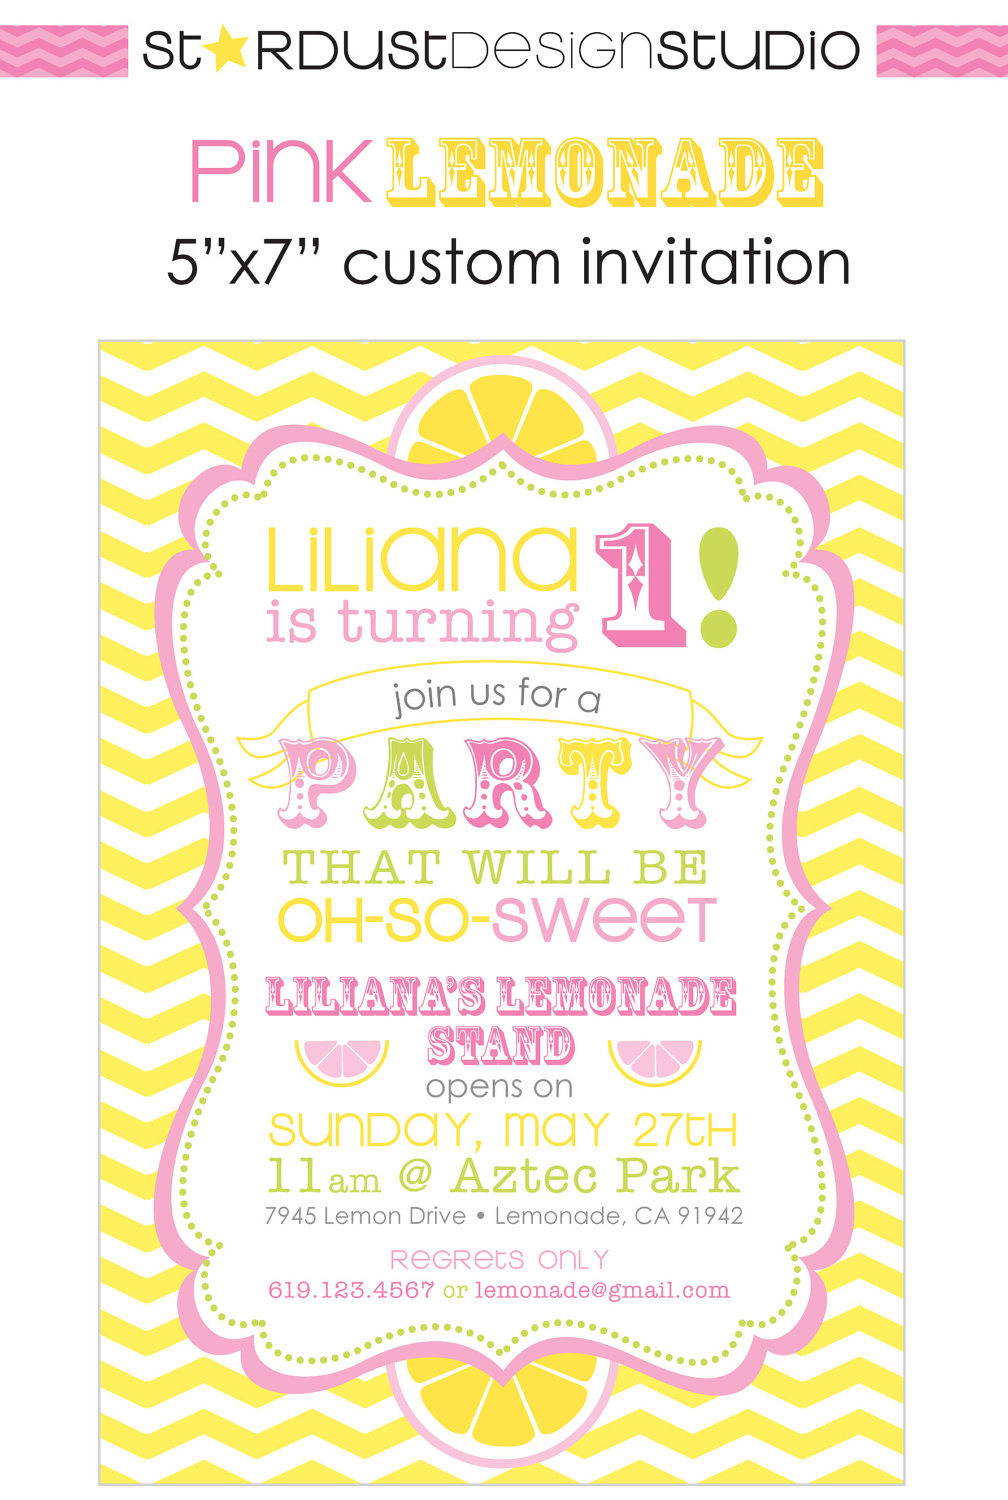 St★RDUSTDESIGNSTUDIO
PINK LEMONADE
5”x7” custom invitation
LILIANA 1!
is turning
join us for a
PARTY
THAT WILL BE
OH-SO-SWEET
LILIANA'S LEMONADE
STAND
opens on
SUNDAY, MAY 27TH
11am @ Aztec Park
7945 Lemon Drive • Lemonade, CA 91942
REGRETS ONLY
619.123.4567 or lemonade@gmail.com